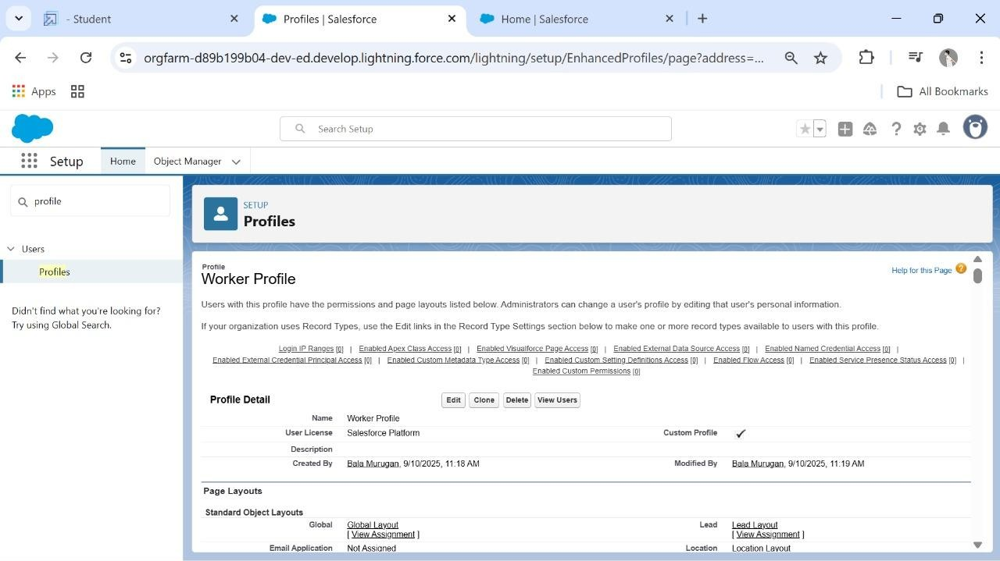 - Student
Profiles | Salesforce
Home | Salesforce
orgfarm-d89b199b04-dev-ed.develop.lightning.force.com/lightning/setup/EnhancedProfiles/page?address=...
Apps
All Bookmarks
Search Setup
Setup
Home
Object Manager
profile
Users
Profiles
Didn't find what you're looking for?
Try using Global Search.
SETUP
Profiles
Profile
Worker Profile
Help for this Page
Users with this profile have the permissions and page layouts listed below. Administrators can change a user's profile by editing that user's personal information.
If your organization uses Record Types, use the Edit links in the Record Type Settings section below to make one or more record types available to users with this profile.
Login IP Ranges [0] | Enabled Apex Class Access [0] | Enabled Visualforce Page Access [0] | Enabled External Data Source Access [0] | Enabled Named Credential Access [0] |
Enabled External Credential Principal Access [0] | Enabled Custom Metadata Type Access [0] | Enabled Custom Setting Definitions Access [0] | Enabled Flow Access [0] | Enabled Service Presence Status Access [0] |
Enabled Custom Permissions [0]
Profile Detail Edit Clone Delete View Users
Name Worker Profile
User License Salesforce Platform Custom Profile
Description
Created By Bala Murugan, 9/10/2025, 11:18 AM Modified By Bala Murugan, 9/10/2025, 11:19 AM
Page Layouts
Standard Object Layouts
Global Global Layout Lead Lead Layout
[ View Assignment ] [ View Assignment ]
Email Application Not Assigned Location Location Layout